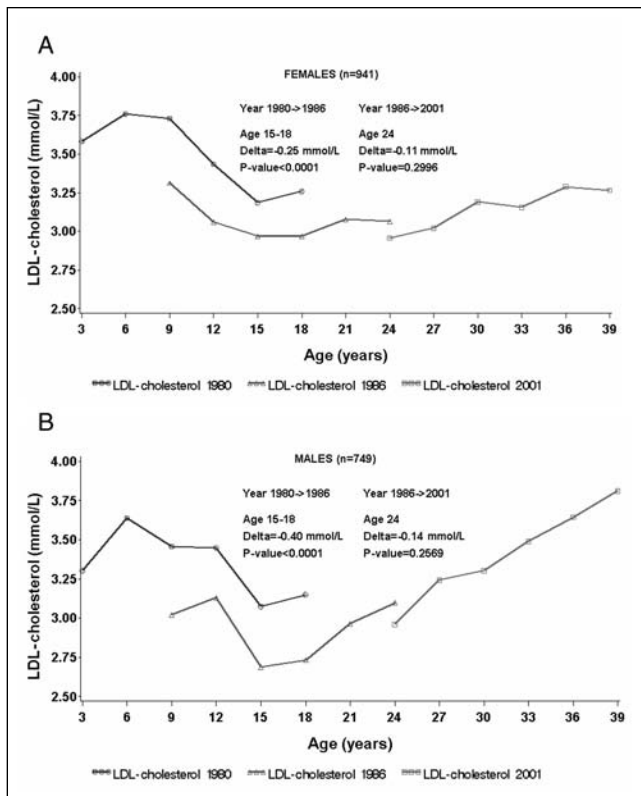 A
FEMALES (n=941)
Year 1980->1986 Year 1986->2001
Age 15-18 Age 24
Delta=-0.25 mmol/L Delta=-0.11 mmol/L
P-value<0.0001 P-value=0.2996
LDL-cholesterol (mmol/L)
4.00
3.75
3.50
3.25
3.00
2.75
2.50
3 6 9 12 15 18 21 24 27 30 33 36 39
Age (years)
LDL-cholesterol 1980 LDL-cholesterol 1986 LDL-cholesterol 2001
B
MALES (n=749)
Year 1980->1986 Year 1986->2001
Age 15-18 Age 24
Delta=-0.40 mmol/L Delta=-0.14 mmol/L
P-value<0.0001 P-value=0.2569
LDL-cholesterol (mmol/L)
4.00
3.75
3.50
3.25
3.00
2.75
2.50
3 6 9 12 15 18 21 24 27 30 33 36 39
Age (years)
LDL-cholesterol 1980 LDL-cholesterol 1986 LDL-cholesterol 2001